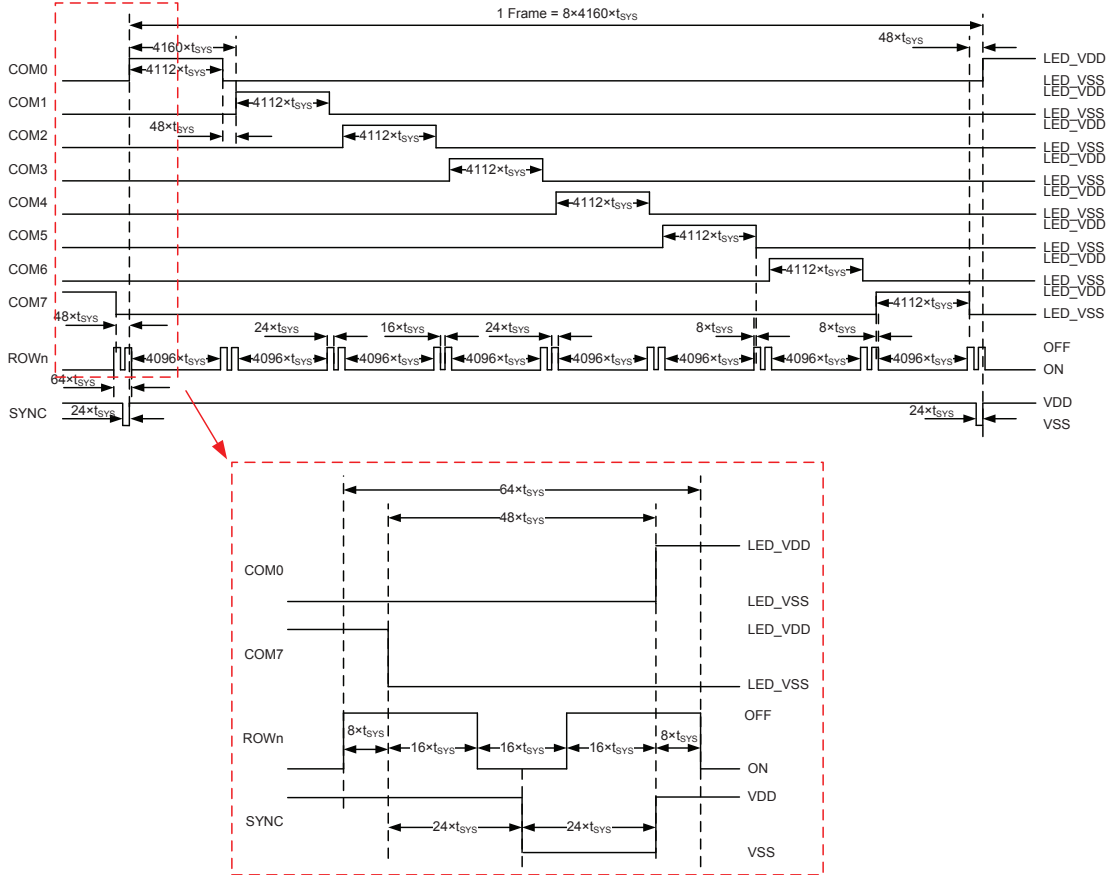 1 Frame = 8×4160×tSYS
48×tSYS
4160×tSYS
LED_VDD
COM0
4112×tSYS
LED_VSS
LED_VDD
COM1
4112×tSYS
LED_VSS
48×tSYS
LED_VDD
COM2
4112×tSYS
LED_VSS
LED_VDD
COM3
4112×tSYS
LED_VSS
LED_VDD
COM4
4112×tSYS
LED_VSS
LED_VDD
COM5
4112×tSYS
LED_VSS
LED_VDD
COM6
4112×tSYS
LED_VSS
LED_VDD
COM7
4112×tSYS
LED_VSS
48×tSYS
24×tSYS
16×tSYS
24×tSYS
8×tSYS
8×tSYS
OFF
ROWn
4096×tSYS
4096×tSYS
4096×tSYS
4096×tSYS
4096×tSYS
4096×tSYS
4096×tSYS
4096×tSYS
ON
64×tSYS
VDD
SYNC
24×tSYS
24×tSYS
VSS
64×tSYS
48×tSYS
LED_VDD
COM0
LED_VSS
LED_VDD
COM7
LED_VSS
OFF
ROWn
8×tSYS
16×tSYS
16×tSYS
16×tSYS
8×tSYS
ON
VDD
SYNC
24×tSYS
24×tSYS
VSS